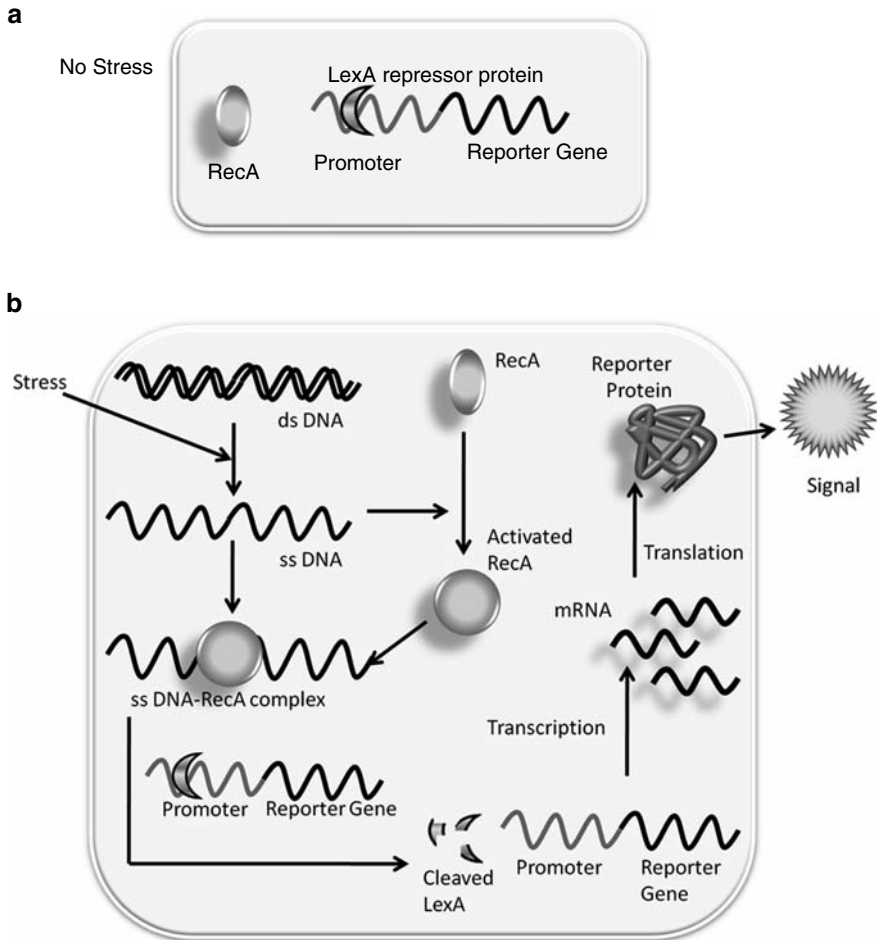 a
No Stress
LexA repressor protein
RecA
Promoter
Reporter Gene
b
Stress
ds DNA
RecA
Reporter
Protein
Signal
ss DNA
Activated
RecA
Translation
mRNA
ss DNA-RecA complex
Transcription
Promoter
Reporter Gene
Cleaved
LexA
Promoter
Reporter
Gene